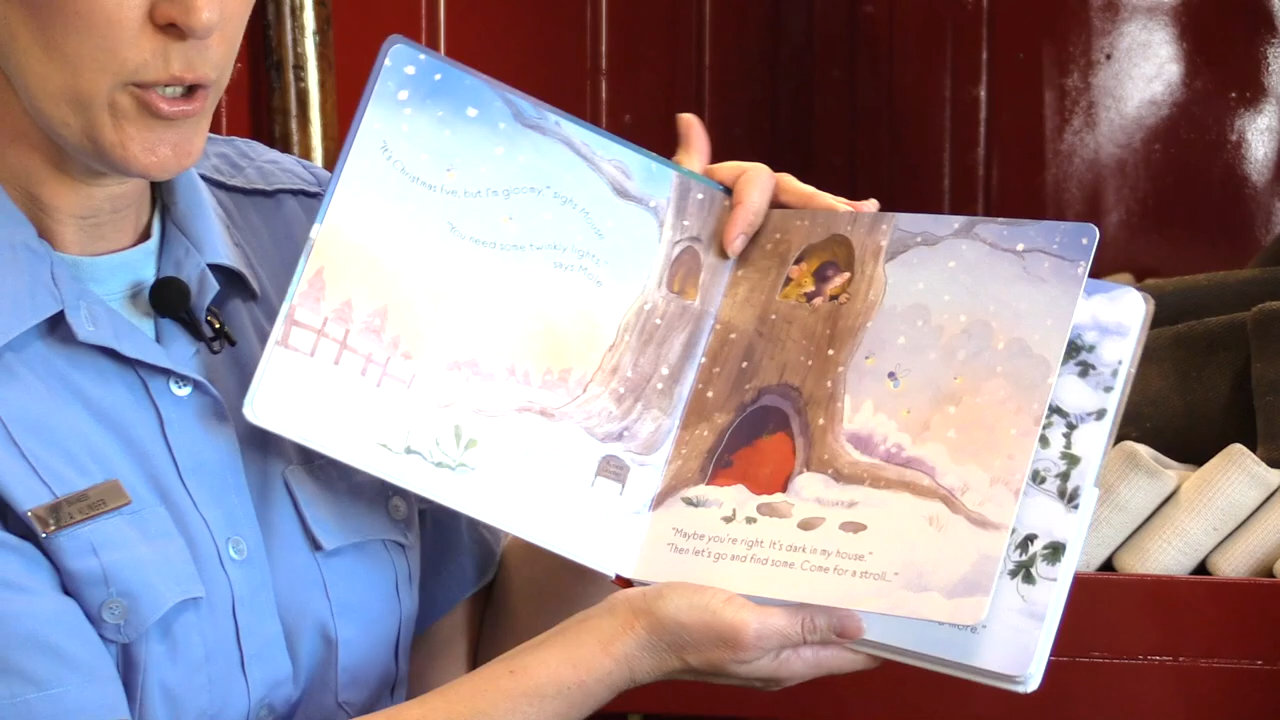 "It's Christmas Eve, but I'm gloomy," sighs Mouse.
"You need some twinkly lights,"
says Mole.
"Maybe you're right. It's dark in my house."
"Then let's go and find some. Come for a stroll..."
more."